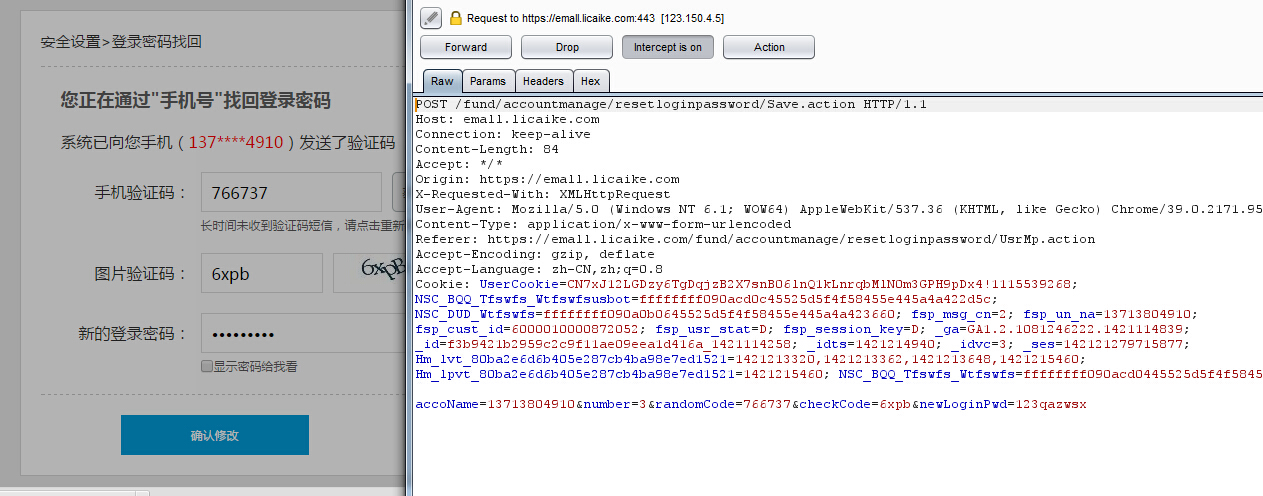 安全设置>登录密码找回
您正在通过"手机号"找回登录密码
系统已向您手机（137****4910）发送了验证码
手机验证码： 766737
长时间未收到验证码短信，请点击重新
图片验证码： 6xpb 6xpB
新的登录密码： •••••••••
显示密码给我看
确认修改
Request to https://emall.licaike.com:443 [123.150.4.5]
Forward Drop Intercept is on Action
Raw Params Headers Hex
POST /fund/accountmanage/resetloginpassword/Save.action HTTP/1.1
Host: emall.licaike.com
Connection: keep-alive
Content-Length: 84
Accept: */*
Origin: https://emall.licaike.com
X-Requested-With: XMLHttpRequest
User-Agent: Mozilla/5.0 (Windows NT 6.1; WOW64) AppleWebKit/537.36 (KHTML, like Gecko) Chrome/39.0.2171.95
Content-Type: application/x-www-form-urlencoded
Referer: https://emall.licaike.com/fund/accountmanage/resetloginpassword/UsrMp.action
Accept-Encoding: gzip, deflate
Accept-Language: zh-CN,zh;q=0.8
Cookie: UserCookie=CN7xJ12LGDzy6TgDqjzB2X7snB06lnQ1kLnrqbMlN0m3GPH9pDx4!1115539268;
NSC_BQQ_Tfswfs_Wtfswfsusbot=ffffffff090acd0c45525d5f4f58455e445a4a422d5c;
NSC_DUD_Wtfswfs=ffffffff090a0b0645525d5f4f58455e445a4a423660; fsp_msg_cn=2; fsp_un_na=13713804910;
fsp_cust_id=6000010000872052; fsp_usr_stat=D; fsp_session_key=D; _ga=GA1.2.1081246222.1421114839;
_id=f3b9421b2959c2c9f11ae09eea1d416a_1421114258; _idts=1421214940; _idvc=3; _ses=142121279715877;
Hm_lvt_80ba2e6d6b405e287cb4ba98e7ed1521=1421213320,1421213362,1421213648,1421215460;
Hm_lpvt_80ba2e6d6b405e287cb4ba98e7ed1521=1421215460; NSC_BQQ_Tfswfs_Wtfswfs=ffffffff090acd0445525d5f4f5845
accoName=13713804910&number=3&randomCode=766737&checkCode=6xpb&newLoginPwd=123qazwsx